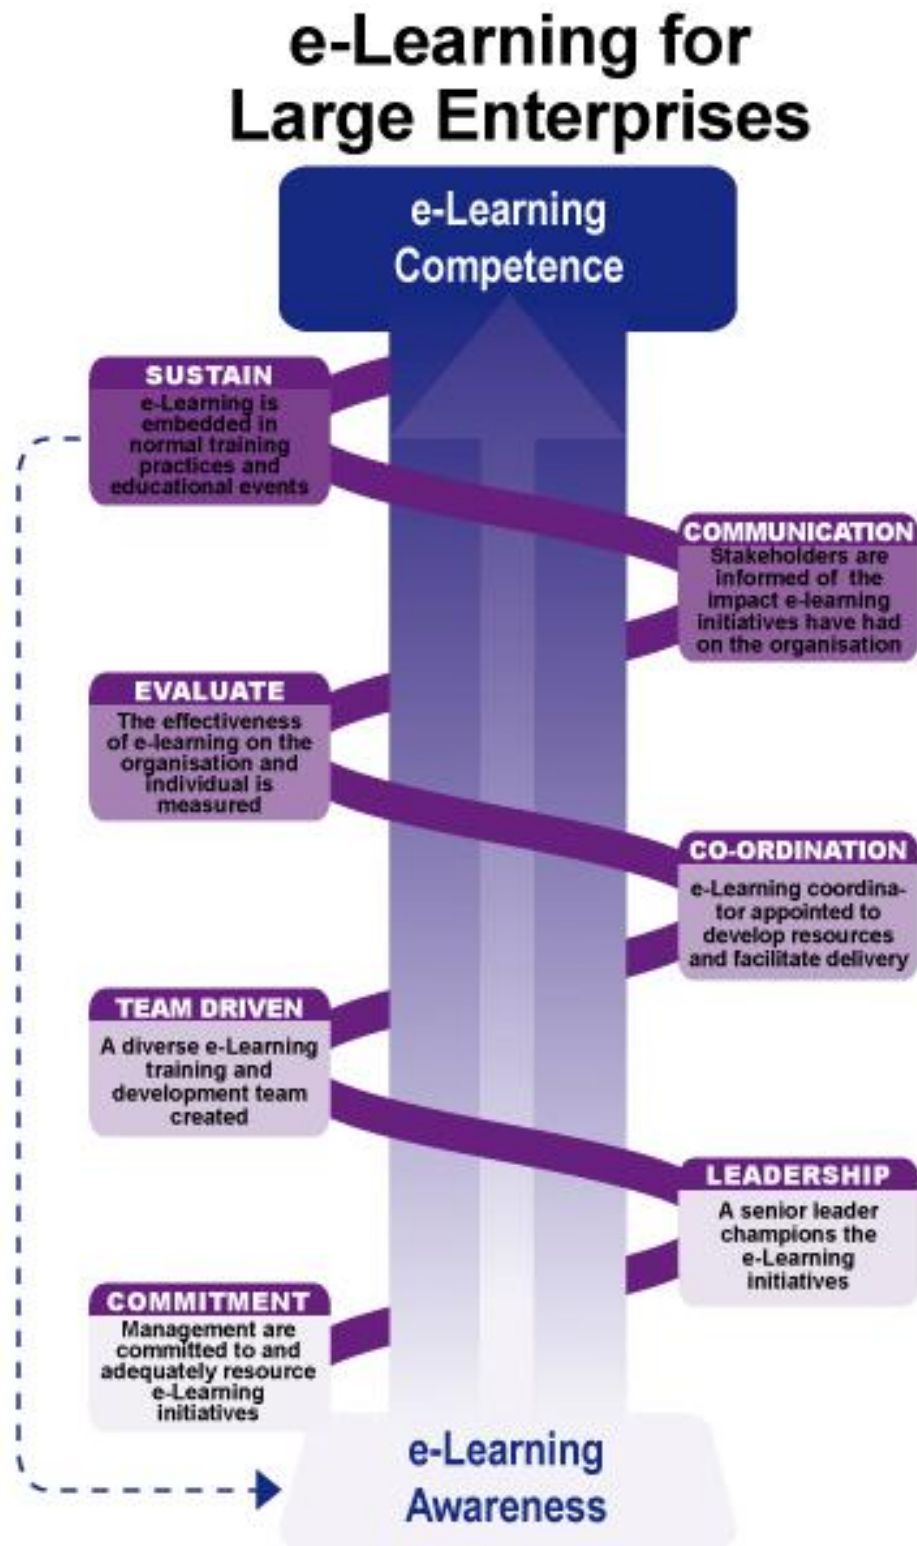 e-Learning for
Large Enterprises
e-Learning
Competence
SUSTAIN
e-Learning is
embedded in
normal training
practices and
educational events
COMMUNICATION
Stakeholders are
informed of the
impact e-learning
initiatives have had
on the organisation
EVALUATE
The effectiveness
of e-learning on the
organisation and
individual is
measured
CO-ORDINATION
e-Learning coordina-
tor appointed to
develop resources
and facilitate delivery
TEAM DRIVEN
A diverse e-Learning
training and
development team
created
LEADERSHIP
A senior leader
champions the
e-Learning
initiatives
COMMITMENT
Management are
committed to and
adequately resource
e-Learning
initiatives
e-Learning
Awareness